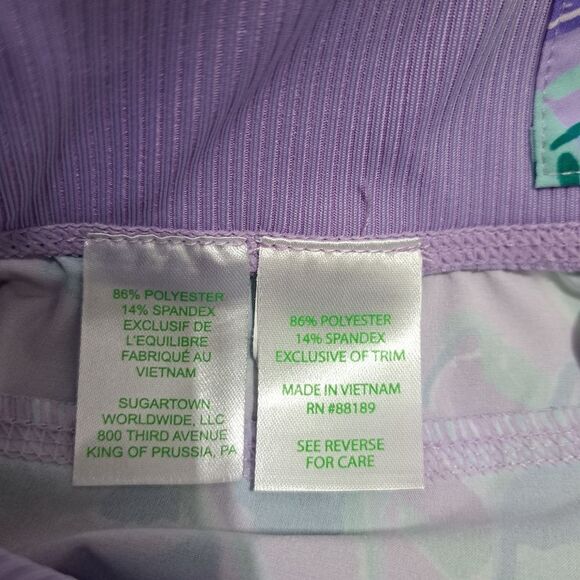 86% POLYESTER
14% SPANDEX
EXCLUSIF DE
L'EQUILIBRE
FABRIQUÉ AU
VIETNAM
SUGARTOWN
WORLDWIDE, LLC
800 THIRD AVENUE
KING OF PRUSSIA, PA
86% POLYESTER
14% SPANDEX
EXCLUSIVE OF TRIM
MADE IN VIETNAM
RN #88189
SEE REVERSE
FOR CARE